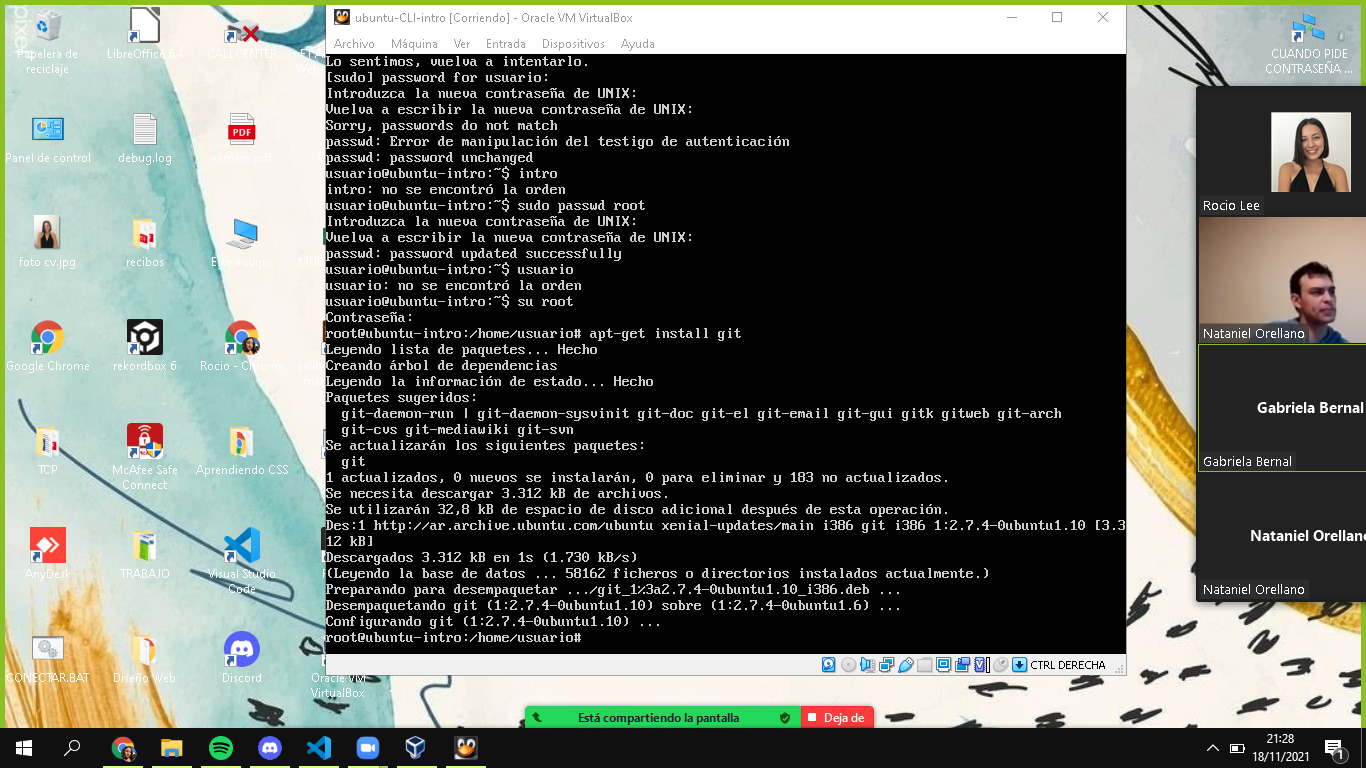 pixe
Papelera de
reciclaje
LibreOffice 6.4
CALLCENTER
Panel de control
debug.log
romero.pdf
foto cv.jpg
recibos
Este equipo
Google Chrome
rekordbox 6
Rocio - Chrome
TCP
McAfee Safe
Connect
Aprendiendo CSS
AnyDesk
TRABAJO
Visual Studio
Code
CONECTAR.BAT
Diseño Web
Discord
Oracle VM
VirtualBox
CUANDO PIDE
CONTRASEÑA ...
ubuntu-CLI-intro [Corriendo] - Oracle VM VirtualBox
Archivo Máquina Ver Entrada Dispositivos Ayuda
Lo sentimos, vuelva a intentarlo.
[sudo] password for usuario:
Introduzca la nueva contraseña de UNIX:
Vuelva a escribir la nueva contraseña de UNIX:
Sorry, passwords do not match
passwd: Error de manipulación del testigo de autenticación
passwd: password unchanged
usuario@ubuntu-intro:~$ intro
intro: no se encontró la orden
usuario@ubuntu-intro:~$ sudo passwd root
Introduzca la nueva contraseña de UNIX:
Vuelva a escribir la nueva contraseña de UNIX:
passwd: password updated successfully
usuario@ubuntu-intro:~$ usuario
usuario: no se encontró la orden
usuario@ubuntu-intro:~$ su root
Contraseña:
root@ubuntu-intro:/home/usuario# apt-get install git
Leyendo lista de paquetes... Hecho
Creando árbol de dependencias
Leyendo la información de estado... Hecho
Paquetes sugeridos:
git-daemon-run | git-daemon-sysvinit git-doc git-el git-email git-gui gitk gitweb git-arch
git-cvs git-mediawiki git-svn
Se actualizarán los siguientes paquetes:
git
1 actualizados, 0 nuevos se instalarán, 0 para eliminar y 183 no actualizados.
Se necesita descargar 3.312 kB de archivos.
Se utilizarán 32,8 kB de espacio de disco adicional después de esta operación.
Des:1 http://ar.archive.ubuntu.com/ubuntu xenial-updates/main i386 git i386 1:2.7.4-0ubuntu1.10 [3.3
12 kB]
Descargados 3.312 kB en 1s (1.730 kB/s)
(Leyendo la base de datos ... 58162 ficheros o directorios instalados actualmente.)
Preparando para desempaquetar .../git_1%3a2.7.4-0ubuntu1.10_i386.deb ...
Desempaquetando git (1:2.7.4-0ubuntu1.10) sobre (1:2.7.4-0ubuntu1.6) ...
Configurando git (1:2.7.4-0ubuntu1.10) ...
root@ubuntu-intro:/home/usuario#
CTRL DERECHA
Rocio Lee
Nataniel Orellano
Gabriela Bernal
Gabriela Bernal
Nataniel Orellano
Nataniel Orellano
Está compartiendo la pantalla
Deja de
21:28
18/11/2021
1